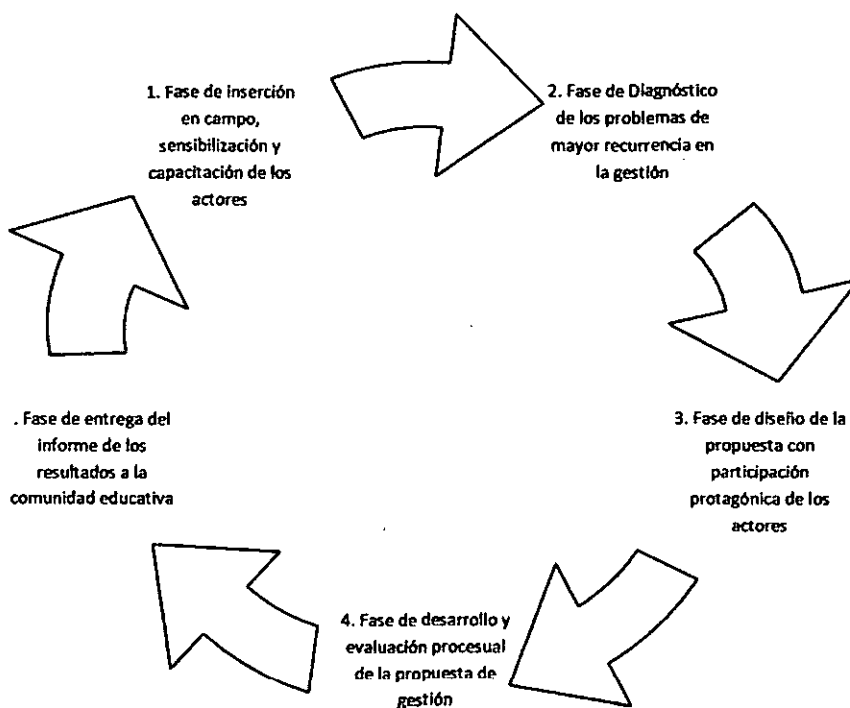 1. Fase de inserción
en campo,
sensibilización y
capacitación de los
actores
2. Fase de Diagnóstico
de los problemas de
mayor recurrencia en
la gestión
3. Fase de diseño de la
propuesta con
participación
protagónica de los
actores
4. Fase de desarrollo y
evaluación procesual
de la propuesta de
gestión
. Fase de entrega del
informe de los
resultados a la
comunidad educativa